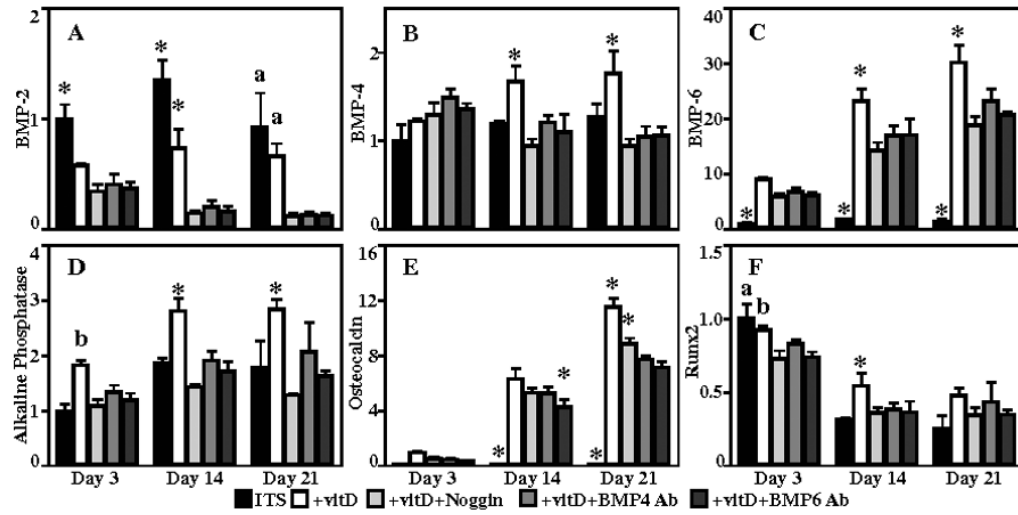 A
B
C
BMP-2
2
1
0
* * * a a
BMP-4
2
1
0
* *
BMP-6
40
30
20
10
0
* * * * *
D
E
F
Alkaline Phosphatase
4
3
2
1
0
b * *
Osteocalcin
16
12
8
4
0
* * * * *
Runx2
1.0
0.5
0
a b *
Day 3 Day 14 Day 21 Day 3 Day 14 Day 21 Day 3 Day 14 Day 21
ITS +vitD +vitD+Noggin +vitD+BMP4 Ab +vitD+BMP6 Ab